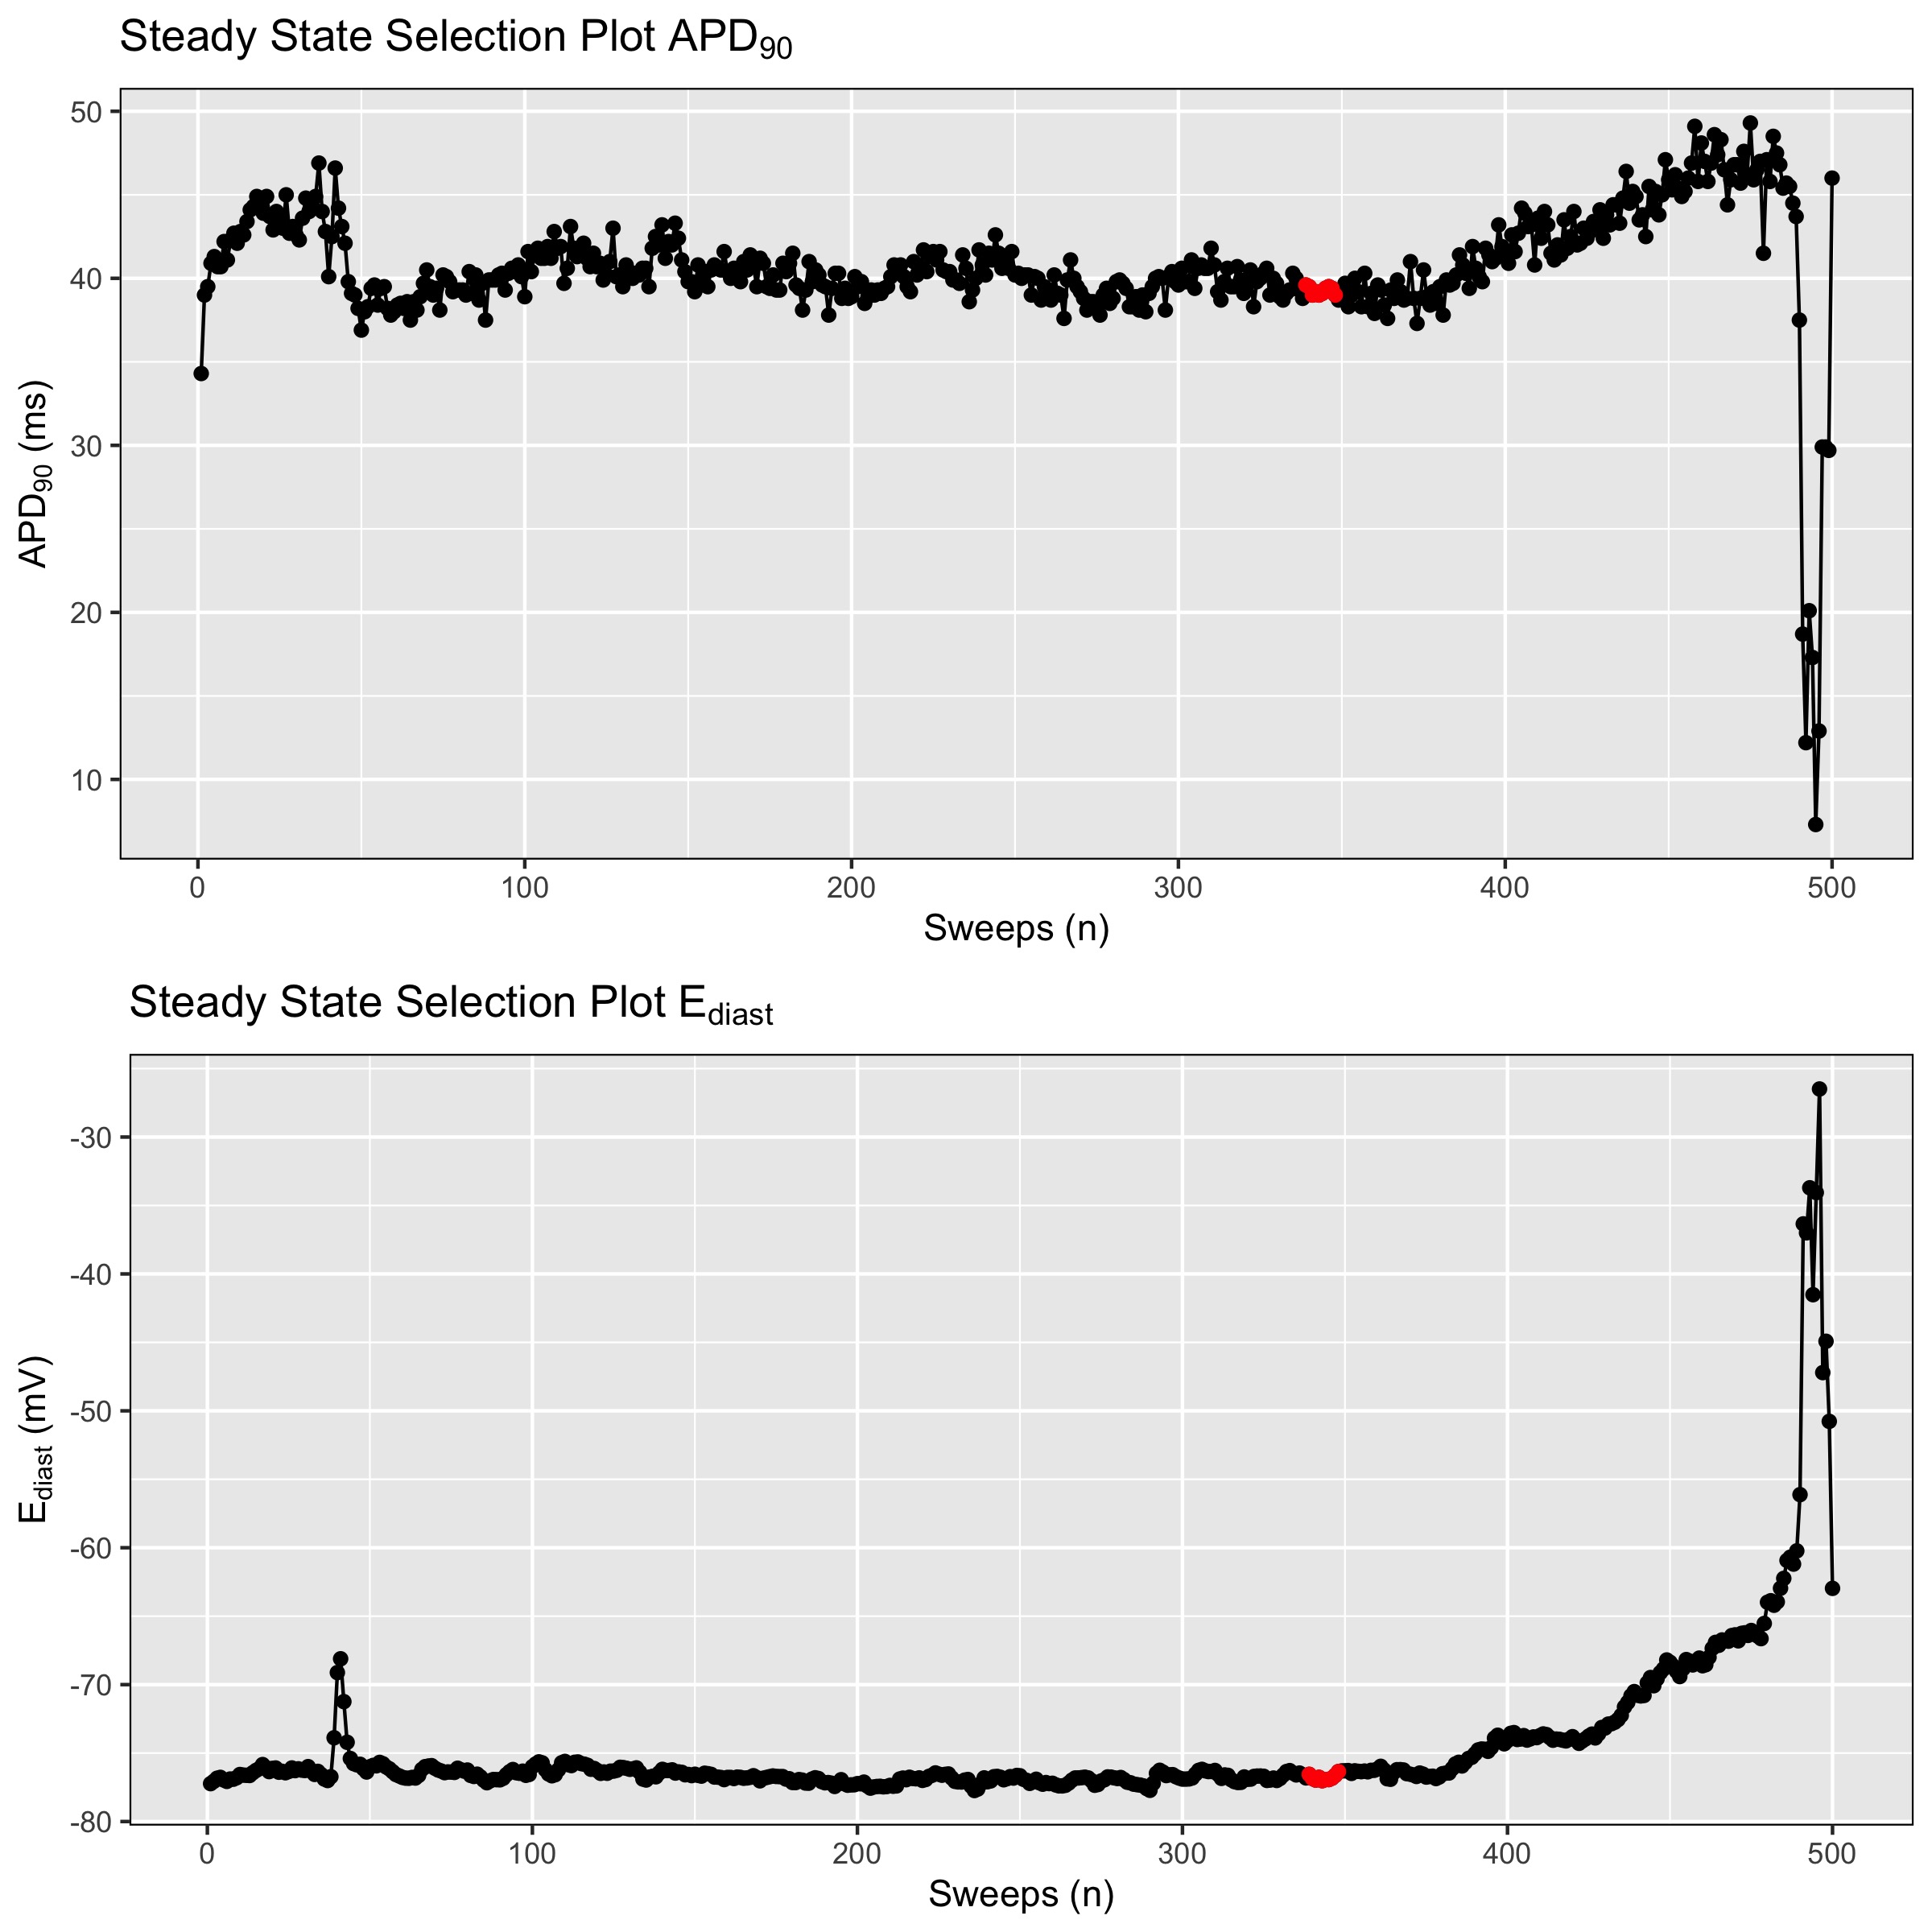 Steady State Selection Plot APD90
50
40
30
20
10
APD90 (ms)
0 100 200 300 400 500
Sweeps (n)
Steady State Selection Plot Ediast
-30
-40
-50
-60
-70
-80
Ediast (mV)
0 100 200 300 400 500
Sweeps (n)